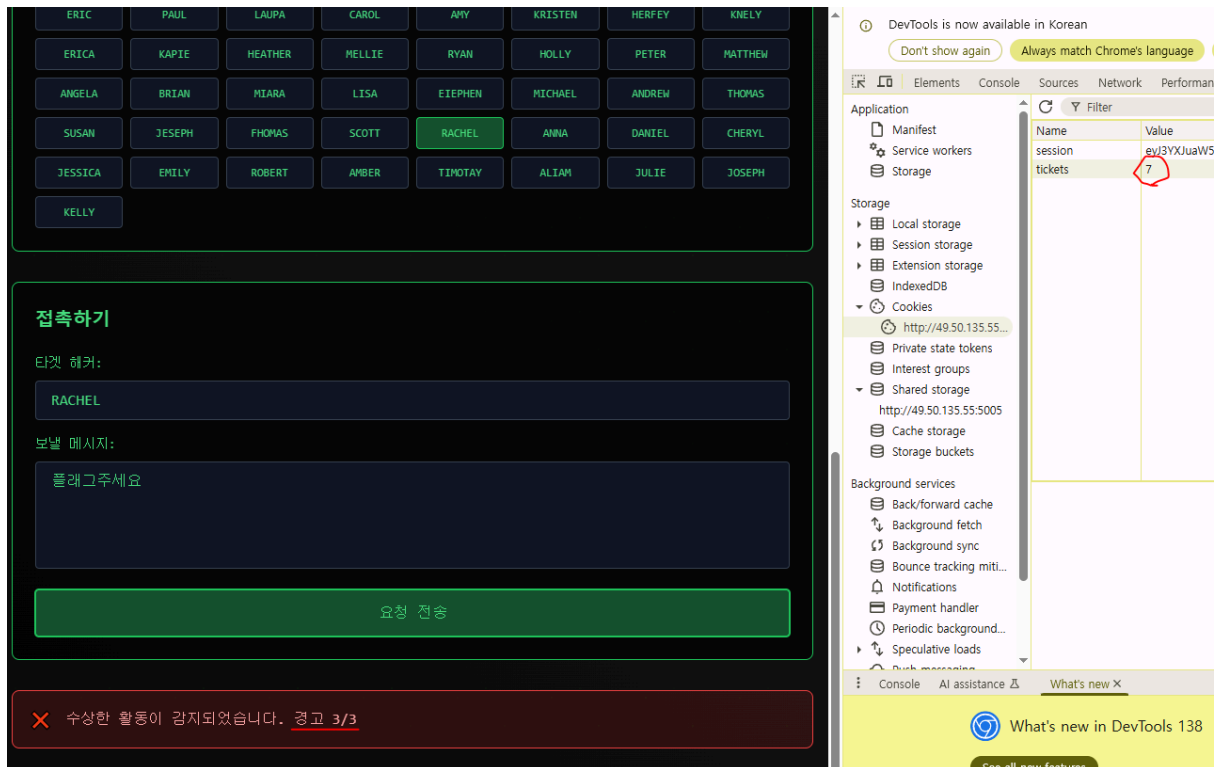 ERIC PAUL LAUPA CAROL AMY KRISTEN HERFEY KNELY
ERICA KAPIE HEATHER MELLIE RYAN HOLLY PETER MATTHEW
ANGELA BRIAN MIARA LISA EIEPHEN MICHAEL ANDREW THOMAS
SUSAN JESEPH FHOMAS SCOTT RACHEL ANNA DANIEL CHERYL
JESSICA EMILY ROBERT AMBER TIMOTAY ALIAM JULIE JOSEPH
KELLY
접촉하기
타겟 해커:
RACHEL
보낼 메시지:
플래그주세요
요청 전송
수상한 활동이 감지되었습니다. 경고 3/3
DevTools is now available in Korean
Don't show again Always match Chrome's language
Elements Console Sources Network Performan
Application
Manifest
Service workers
Storage
Storage
Local storage
Session storage
Extension storage
IndexedDB
Cookies
http://49.50.135.55...
Private state tokens
Interest groups
Shared storage
http://49.50.135.55:5005
Cache storage
Storage buckets
Background services
Back/forward cache
Background fetch
Background sync
Bounce tracking miti...
Notifications
Payment handler
Periodic background...
Speculative loads
Push messaging
Filter
Name Value
session eyJ3YXJuaW5
tickets 7
Console AI assistance What's new
What's new in DevTools 138
See all new features